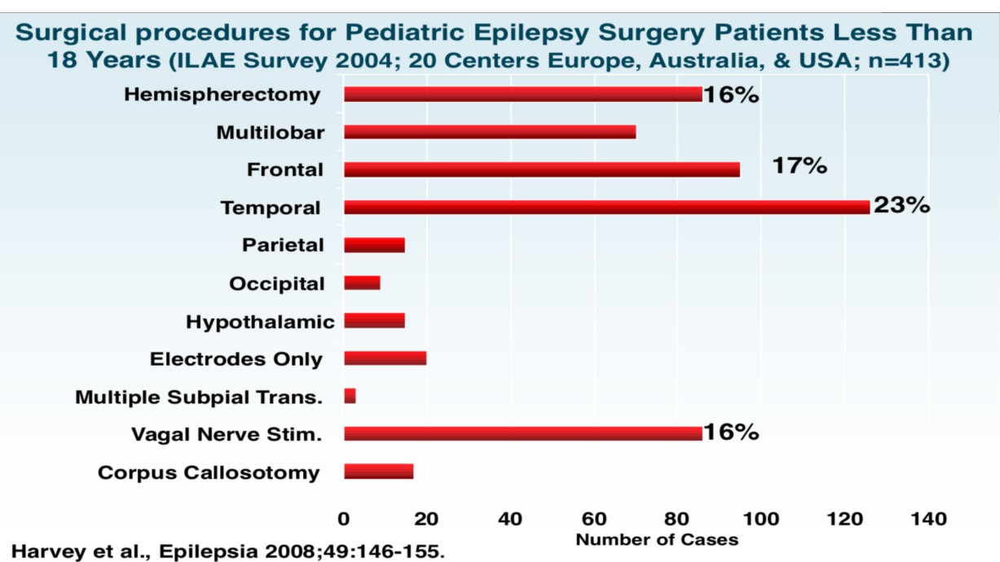 Surgical procedures for Pediatric Epilepsy Surgery Patients Less Than
18 Years (ILAE Survey 2004; 20 Centers Europe, Australia, & USA; n=413)
Hemispherectomy 16%
Multilobar
Frontal 17%
Temporal 23%
Parietal
Occipital
Hypothalamic
Electrodes Only
Multiple Subpial Trans.
Vagal Nerve Stim. 16%
Corpus Callosotomy
0 20 40 60 80 100 120 140
Number of Cases
Harvey et al., Epilepsia 2008;49:146-155.